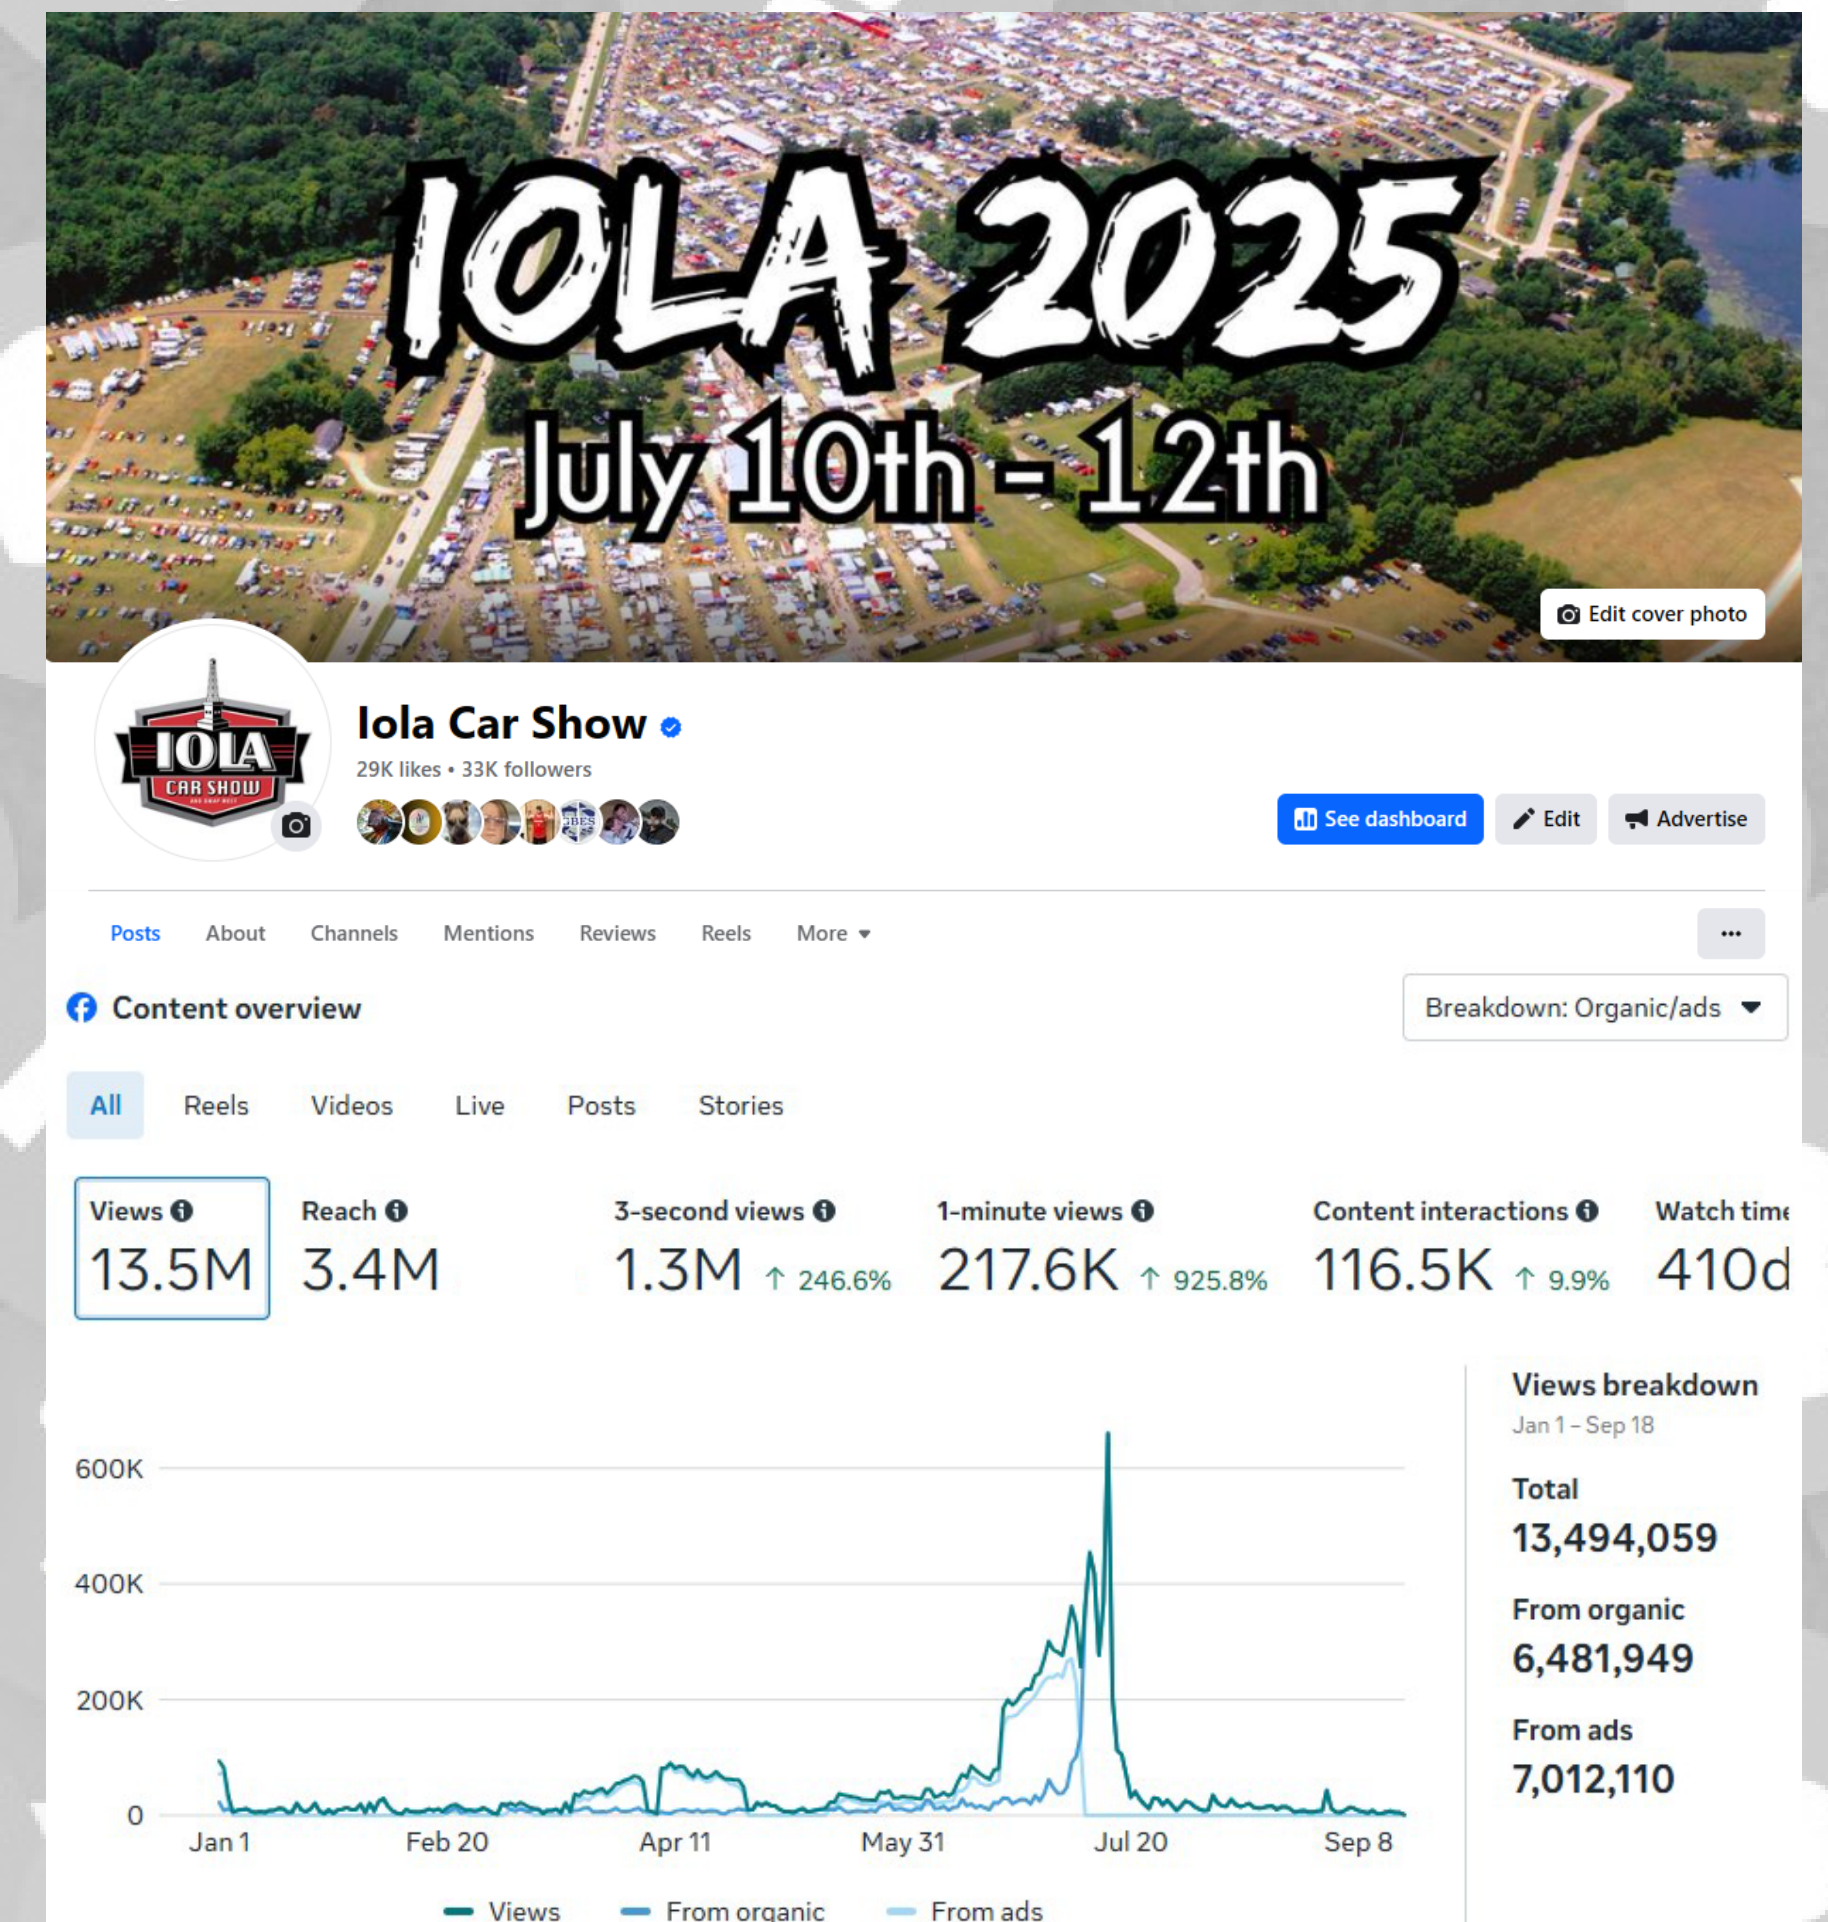 IOLA 2025
July 10th - 12th
Edit cover photo
IOLA
CAR SHOW
AND SWAP MEET
Iola Car Show
29K likes • 33K followers
GBES
See dashboard
Edit
Advertise
Posts About Channels Mentions Reviews Reels More
Content overview
Breakdown: Organic/ads
All Reels Videos Live Posts Stories
Views Reach 3-second views 1-minute views Content interactions Watch time
13.5M 3.4M 1.3M ↑ 246.6% 217.6K ↑ 925.8% 116.5K ↑ 9.9% 410d
Views breakdown
Jan 1 – Sep 18
Total
13,494,059
From organic
6,481,949
From ads
7,012,110
600K
400K
200K
0
Jan 1 Feb 20 Apr 11 May 31 Jul 20 Sep 8
Views From organic From ads